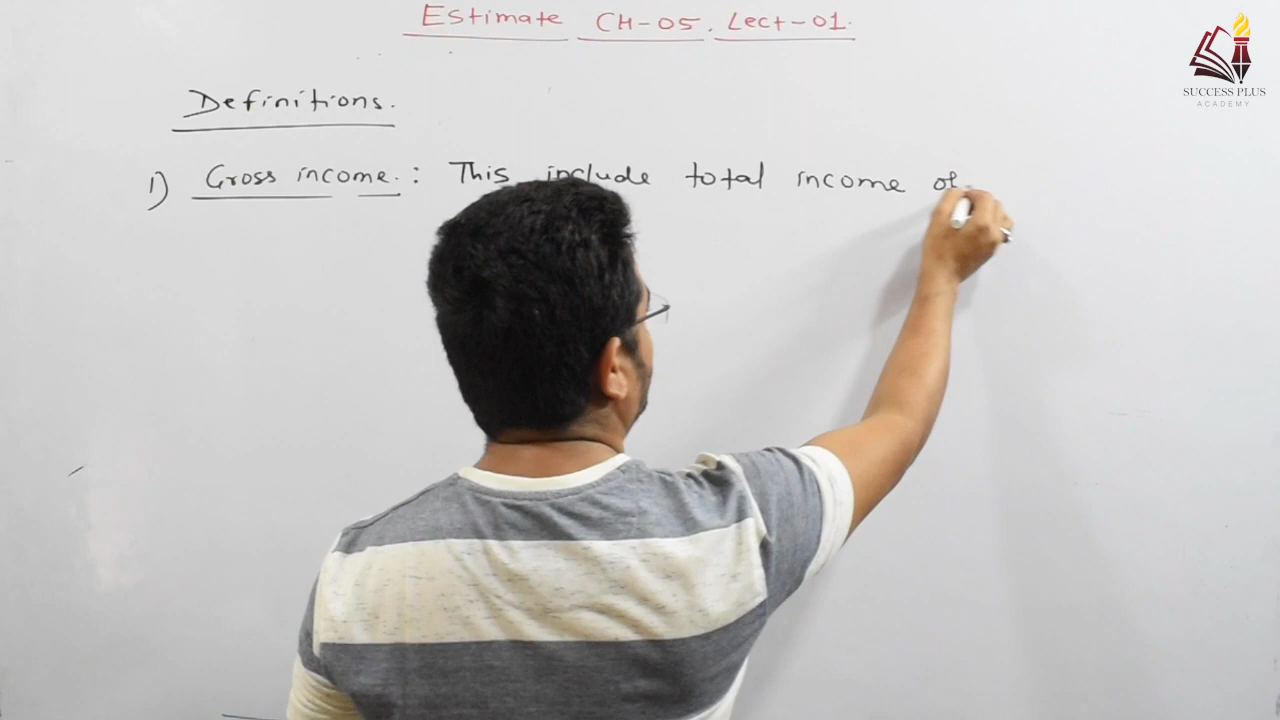 Estimate CH-05. Lect-01.
SUCCESS PLUS
ACADEMY
Definitions.
1) Gross income. : This include total income of